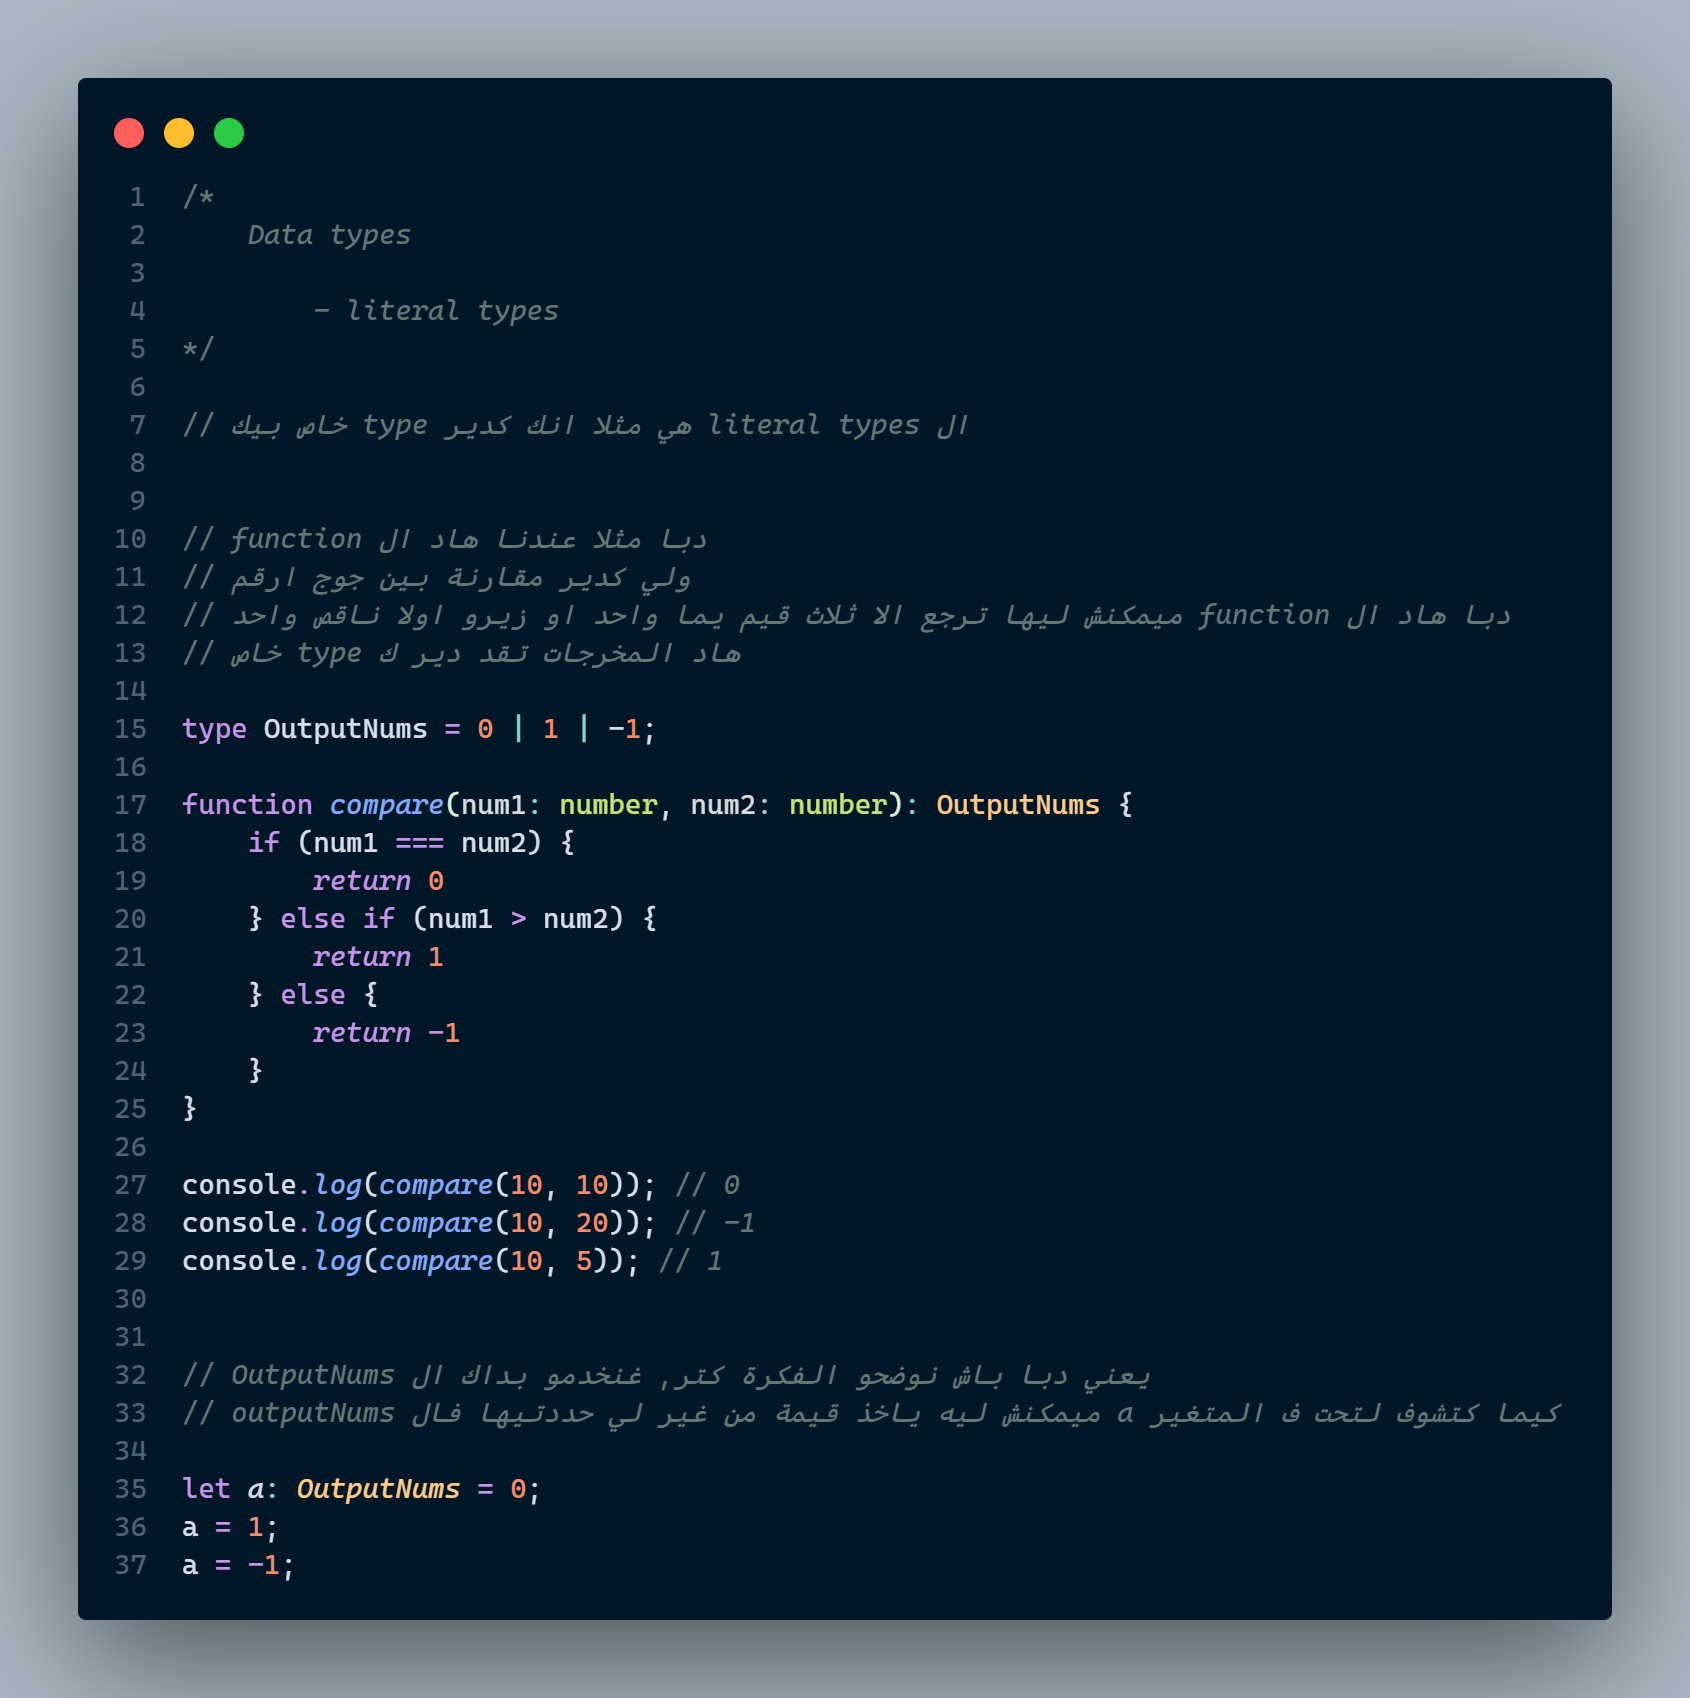 1 /*
2     Data types
3
4         - literal types
5 */
6
7 // ال literal types هي مثلا انك كدير type خاص بيك
8
9
10 // دبا مثلا عندنا هاد ال function
11 // ولي كدير مقارنة بين جوج ارقم
12 // دبا هاد ال function ميمكنش ليها ترجع الا ثلاث قيم يما واحد او زيرو اولا ناقص واحد
13 // هاد المخرجات تقد دير ك type خاص
14
15 type OutputNums = 0 | 1 | -1;
16
17 function compare(num1: number, num2: number): OutputNums {
18     if (num1 === num2) {
19         return 0
20     } else if (num1 > num2) {
21         return 1
22     } else {
23         return -1
24     }
25 }
26
27 console.log(compare(10, 10)); // 0
28 console.log(compare(10, 20)); // -1
29 console.log(compare(10, 5)); // 1
30
31
32 // يعني دبا باش نوضحو الفكرة كتر, غنخدمو بداك ال OutputNums
33 // كيما كتشوف لتحت ف المتغير a ميمكنش ليه ياخذ قيمة من غير لي حددتيها فال outputNums
34
35 let a: OutputNums = 0;
36 a = 1;
37 a = -1;